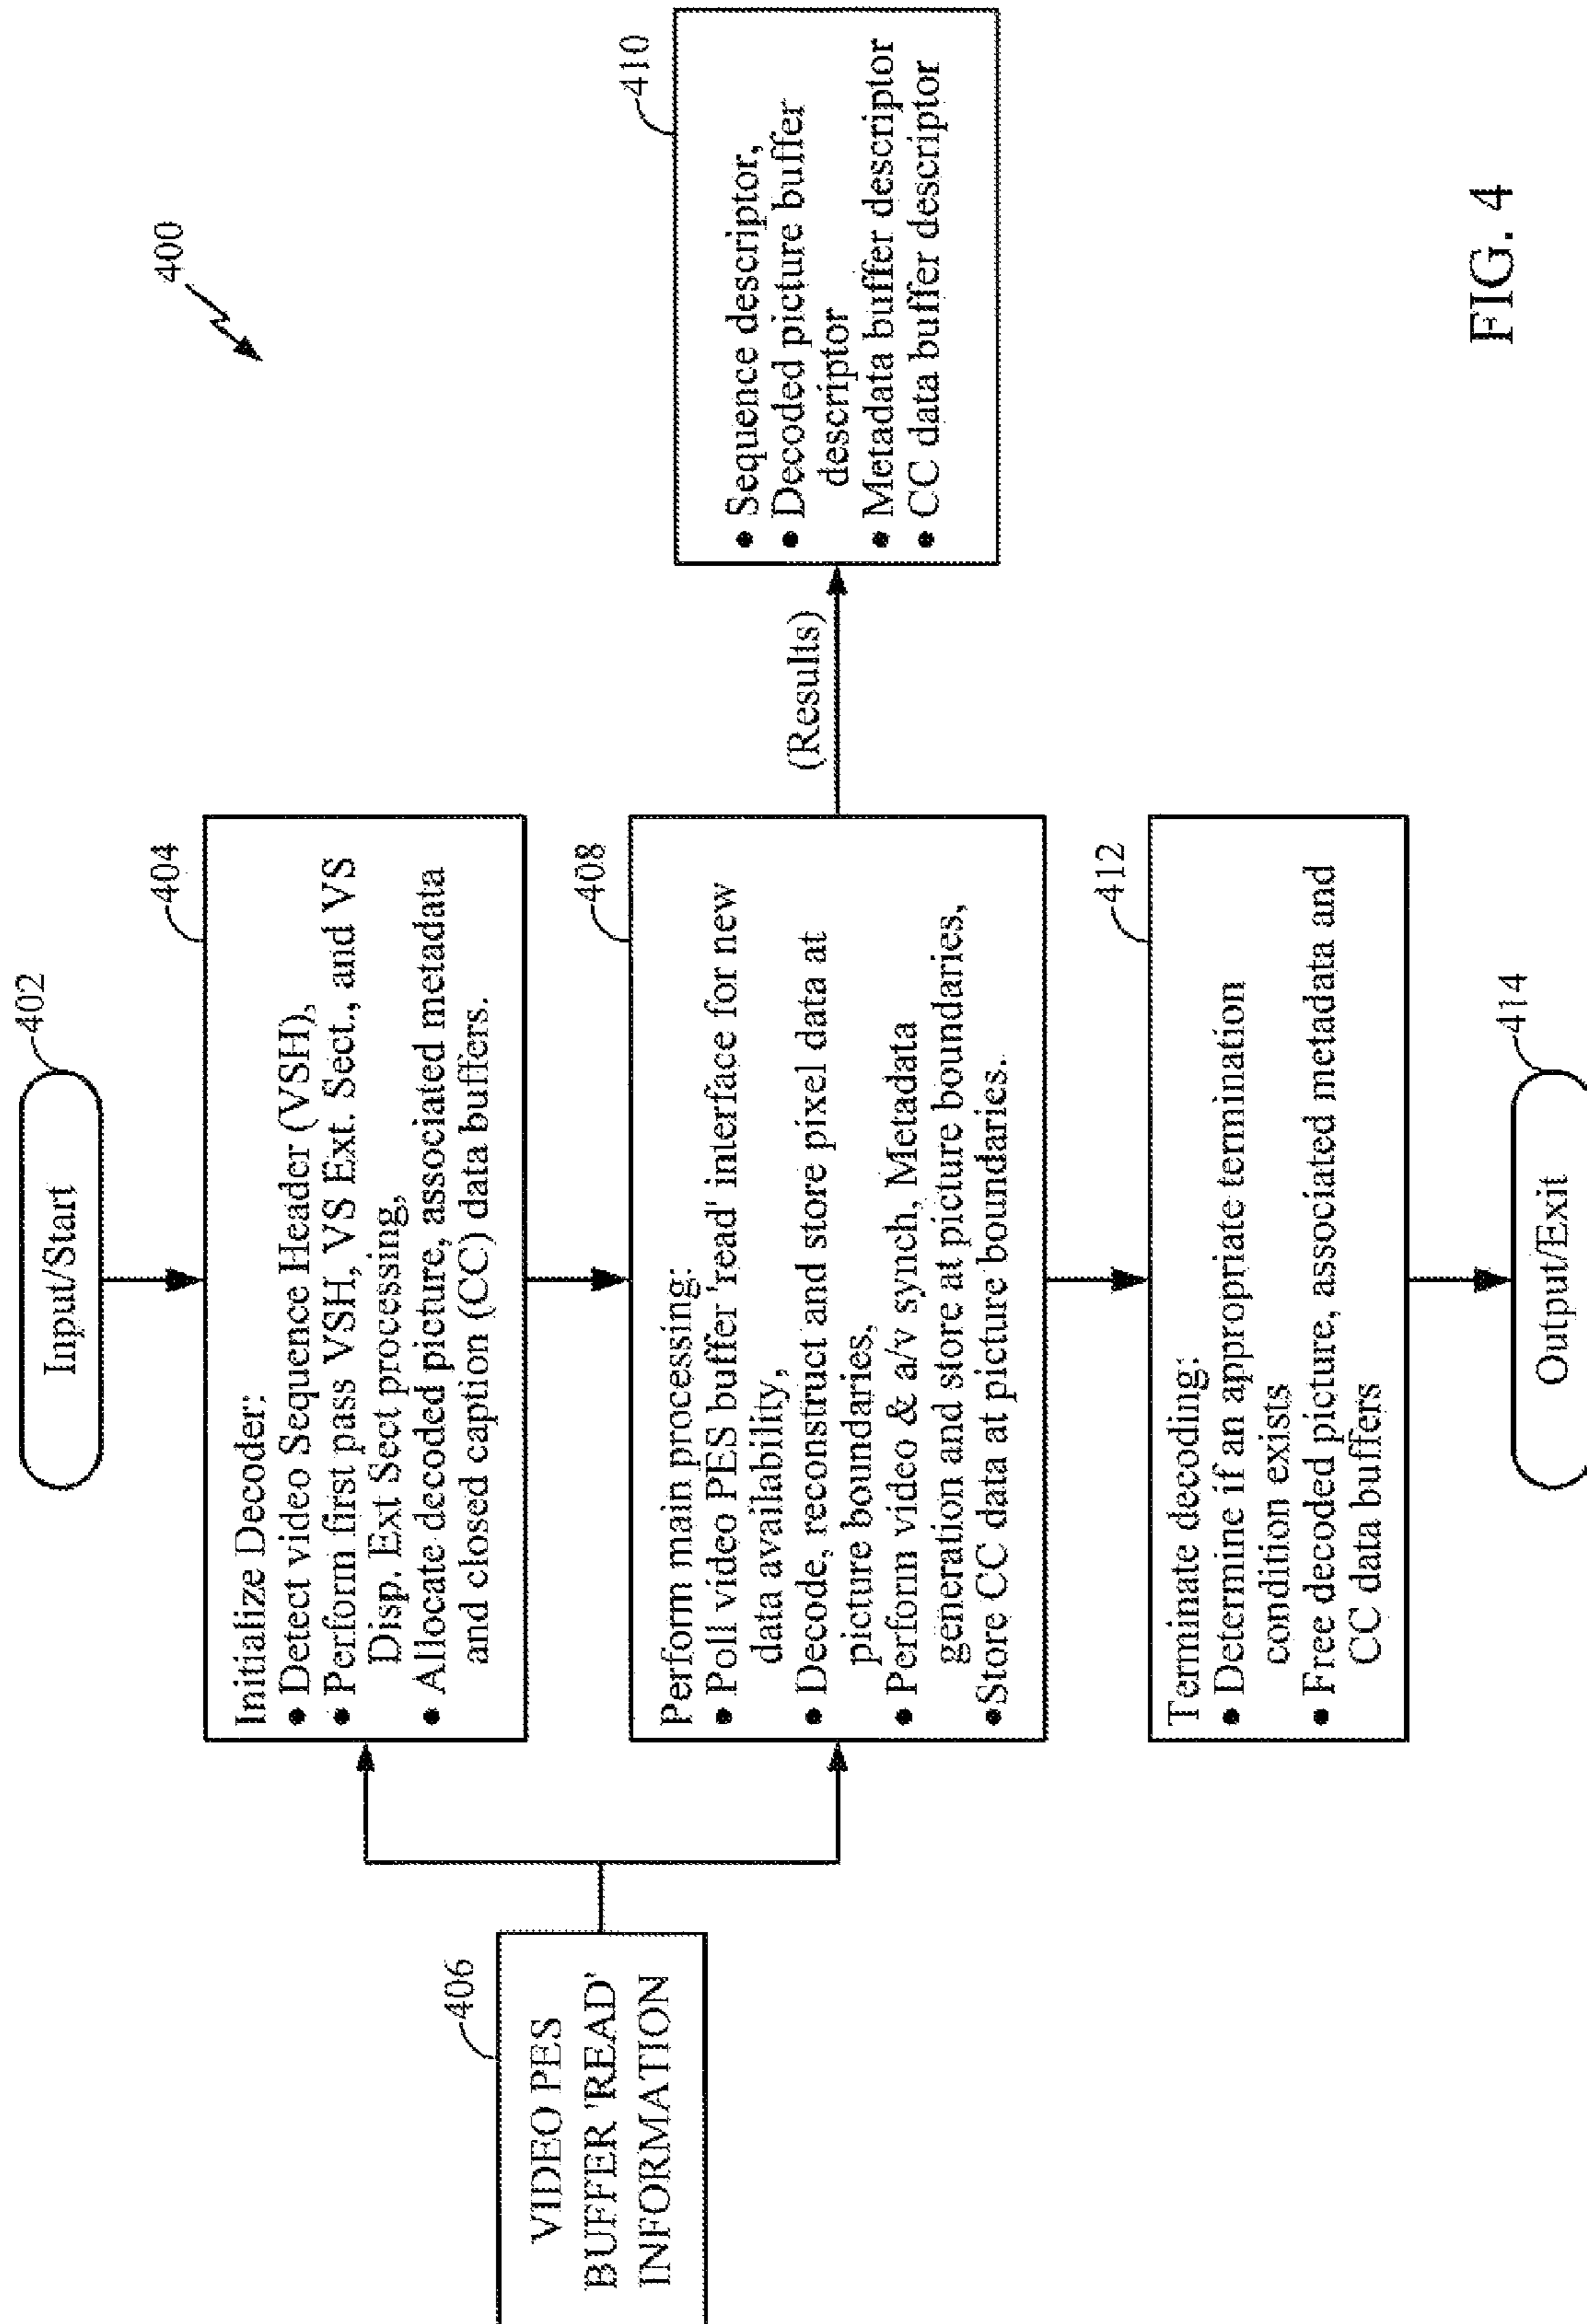 400
402
Input/Start
404
Initialize Decoder:
• Detect video Sequence Header (VSH),
• Perform first pass VSH, VS Ext. Sect., and VS
Disp. Ext Sect processing,
• Allocate decoded picture, associated metadata
and closed caption (CC) data buffers.
406
VIDEO PES
BUFFER 'READ'
INFORMATION
408
Perform main processing:
• Poll video PES buffer 'read' interface for new
data availability,
• Decode, reconstruct and store pixel data at
picture boundaries,
• Perform video & a/v synch, Metadata
generation and store at picture boundaries,
•Store CC data at picture boundaries.
(Results)
410
• Sequence descriptor,
• Decoded picture buffer
descriptor
• Metadata buffer descriptor
• CC data buffer descriptor
412
Terminate decoding:
• Determine if an appropriate termination
condition exists
• Free decoded picture, associated metadata and
CC data buffers
414
Output/Exit
FIG. 4